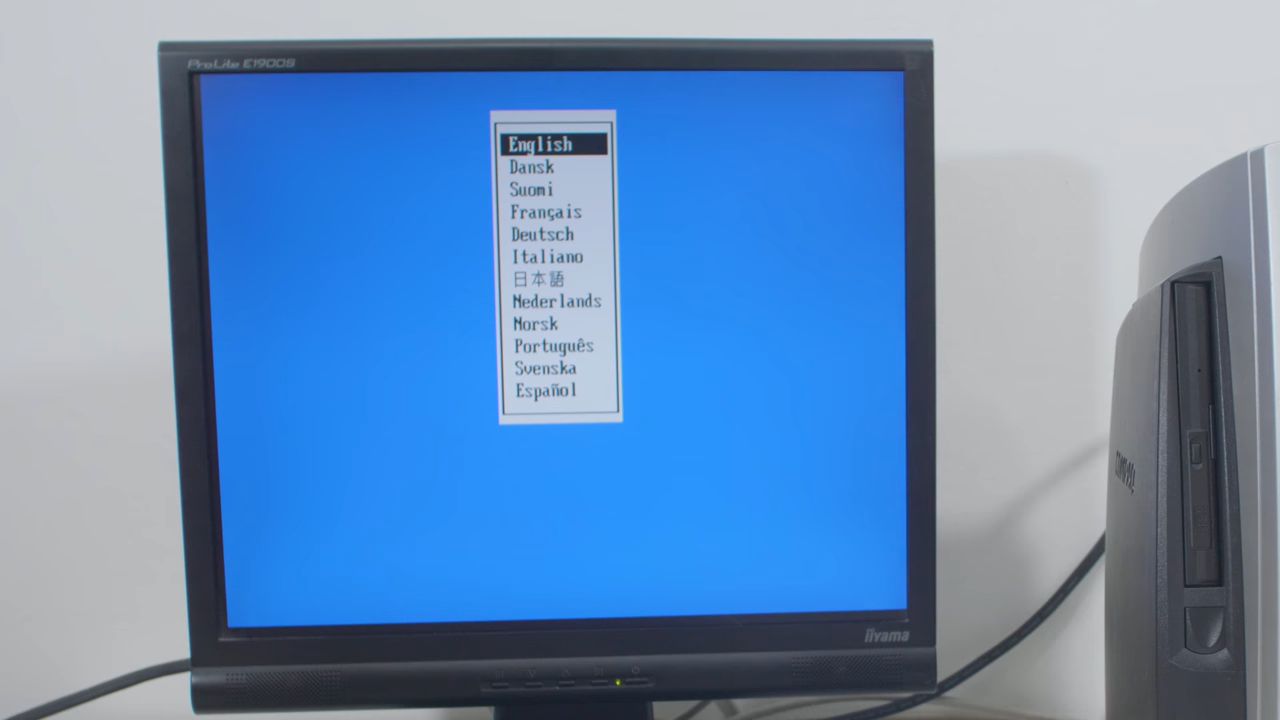 ProLite E1900S
English
Dansk
Suomi
Français
Deutsch
Italiano
日本語
Nederlands
Norsk
Português
Svenska
Español
iiyama
COMPAQ